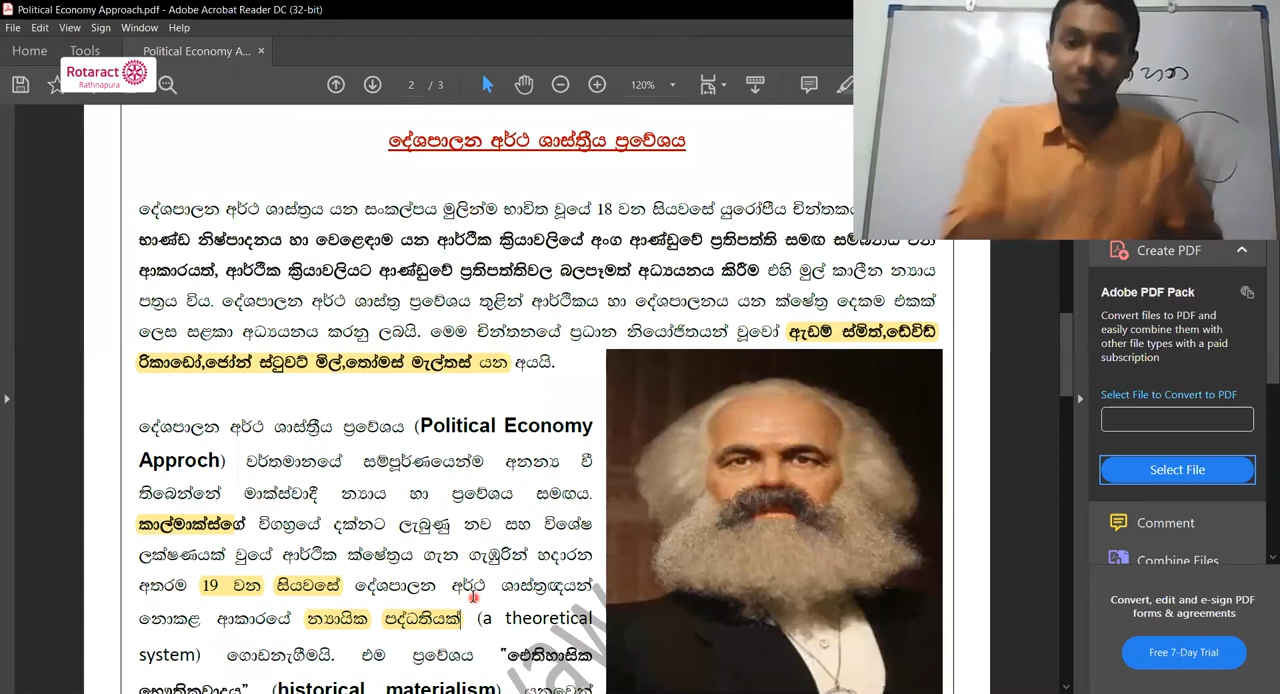 Political Economy Approach.pdf - Adobe Acrobat Reader DC (32-bit)
File Edit View Sign Window Help
Home Tools Political Economy A... ×
Rotaract
Rathnapura
2 / 3 120%
දේශපාලන අර්ථ ශාස්ත්‍රීය ප්‍රවේශය
දේශපාලන අර්ථ ශාස්ත්‍රය යන සංකල්පය මුලින්ම භාවිත වූයේ 18 වන සියවසේ යුරෝපීය චින්තක
භාණ්ඩ නිෂ්පාදනය හා වෙළෙඳාම යන ආර්ථික ක්‍රියාවලියේ අංග ආණ්ඩුවේ ප්‍රතිපත්ති සමඟ සම්බන්ධ වන
ආකාරයත්, ආර්ථික ක්‍රියාවලියට ආණ්ඩුවේ ප්‍රතිපත්තිවල බලපෑමත් අධ්‍යයනය කිරීම එහි මුල් කාලීන න්‍යාය
පත්‍රය විය. දේශපාලන අර්ථ ශාස්ත්‍ර ප්‍රවේශය තුළින් ආර්ථිකය හා දේශපාලනය යන ක්ෂේත්‍ර දෙකම එකක්
ලෙස සළකා අධ්‍යයනය කරනු ලබයි. මෙම චින්තනයේ ප්‍රධාන නියෝජිතයන් වූවෝ ඇඩම් ස්මිත්,ඩේවිඩ්
රිකාඩෝ,ජෝන් ස්ටුවට් මිල්,තෝමස් මැල්තස් යන අයයි.
දේශපාලන අර්ථ ශාස්ත්‍රීය ප්‍රවේශය (Political Economy
Approch) වර්තමානයේ සම්පූර්ණයෙන්ම අනන්‍ය වී
තිබෙන්නේ මාක්ස්වාදී න්‍යාය හා ප්‍රවේශය සමඟය.
කාල්මාක්ස්ගේ විග්‍රහයේ දක්නට ලැබුණු නව සහ විශේෂ
ලක්ෂණයක් වූයේ ආර්ථික ක්ෂේත්‍රය ගැන ගැඹුරින් හදාරන
අතරම 19 වන සියවසේ දේශපාලන අර්ථ ශාස්ත්‍රඥයන්
නොකළ ආකාරයේ න්‍යායික පද්ධතියක් (a theoretical
system) ගොඩනැගීමයි. එම ප්‍රවේශය "ඓතිහාසික
භෞතිකවාදය" (historical materialism) යනුවෙන්
Create PDF
Adobe PDF Pack
Convert files to PDF and
easily combine them with
other file types with a paid
subscription
Select File to Convert to PDF
Select File
Comment
Combine Files
Convert, edit and e-sign PDF
forms & agreements
Free 7-Day Trial